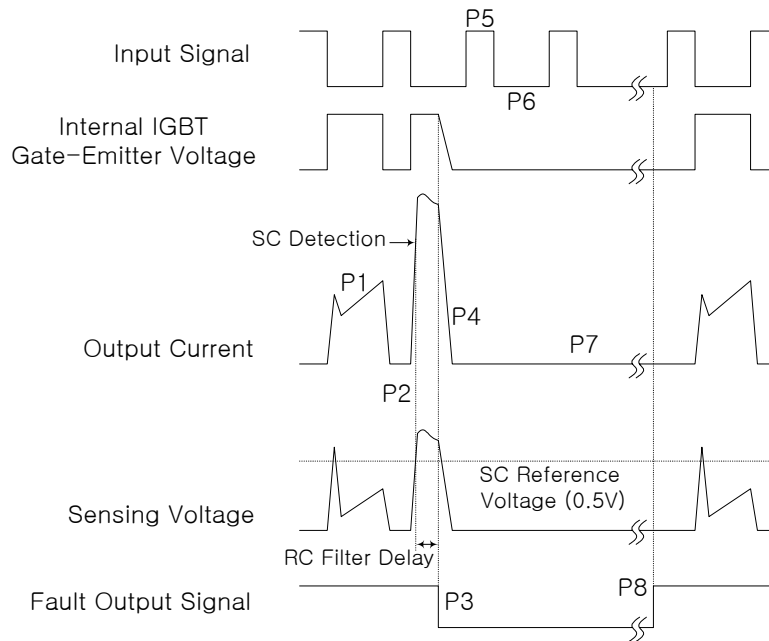 P5
Input Signal
P6
Internal IGBT
Gate-Emitter Voltage
SC Detection
P1
P4
Output Current
P7
P2
SC Reference
Voltage (0.5V)
Sensing Voltage
RC Filter Delay
P3
P8
Fault Output Signal